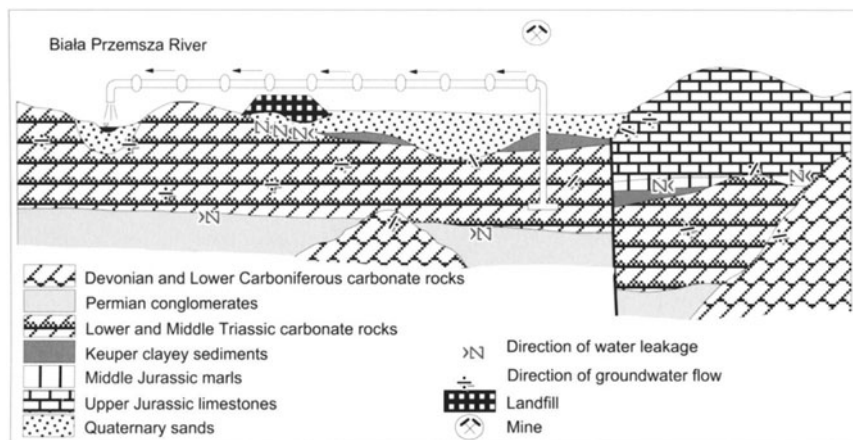 Biała Przemsza River
Devonian and Lower Carboniferous carbonate rocks
Permian conglomerates
Lower and Middle Triassic carbonate rocks
Keuper clayey sediments
Middle Jurassic marls
Upper Jurassic limestones
Quaternary sands
Direction of water leakage
Direction of groundwater flow
Landfill
Mine